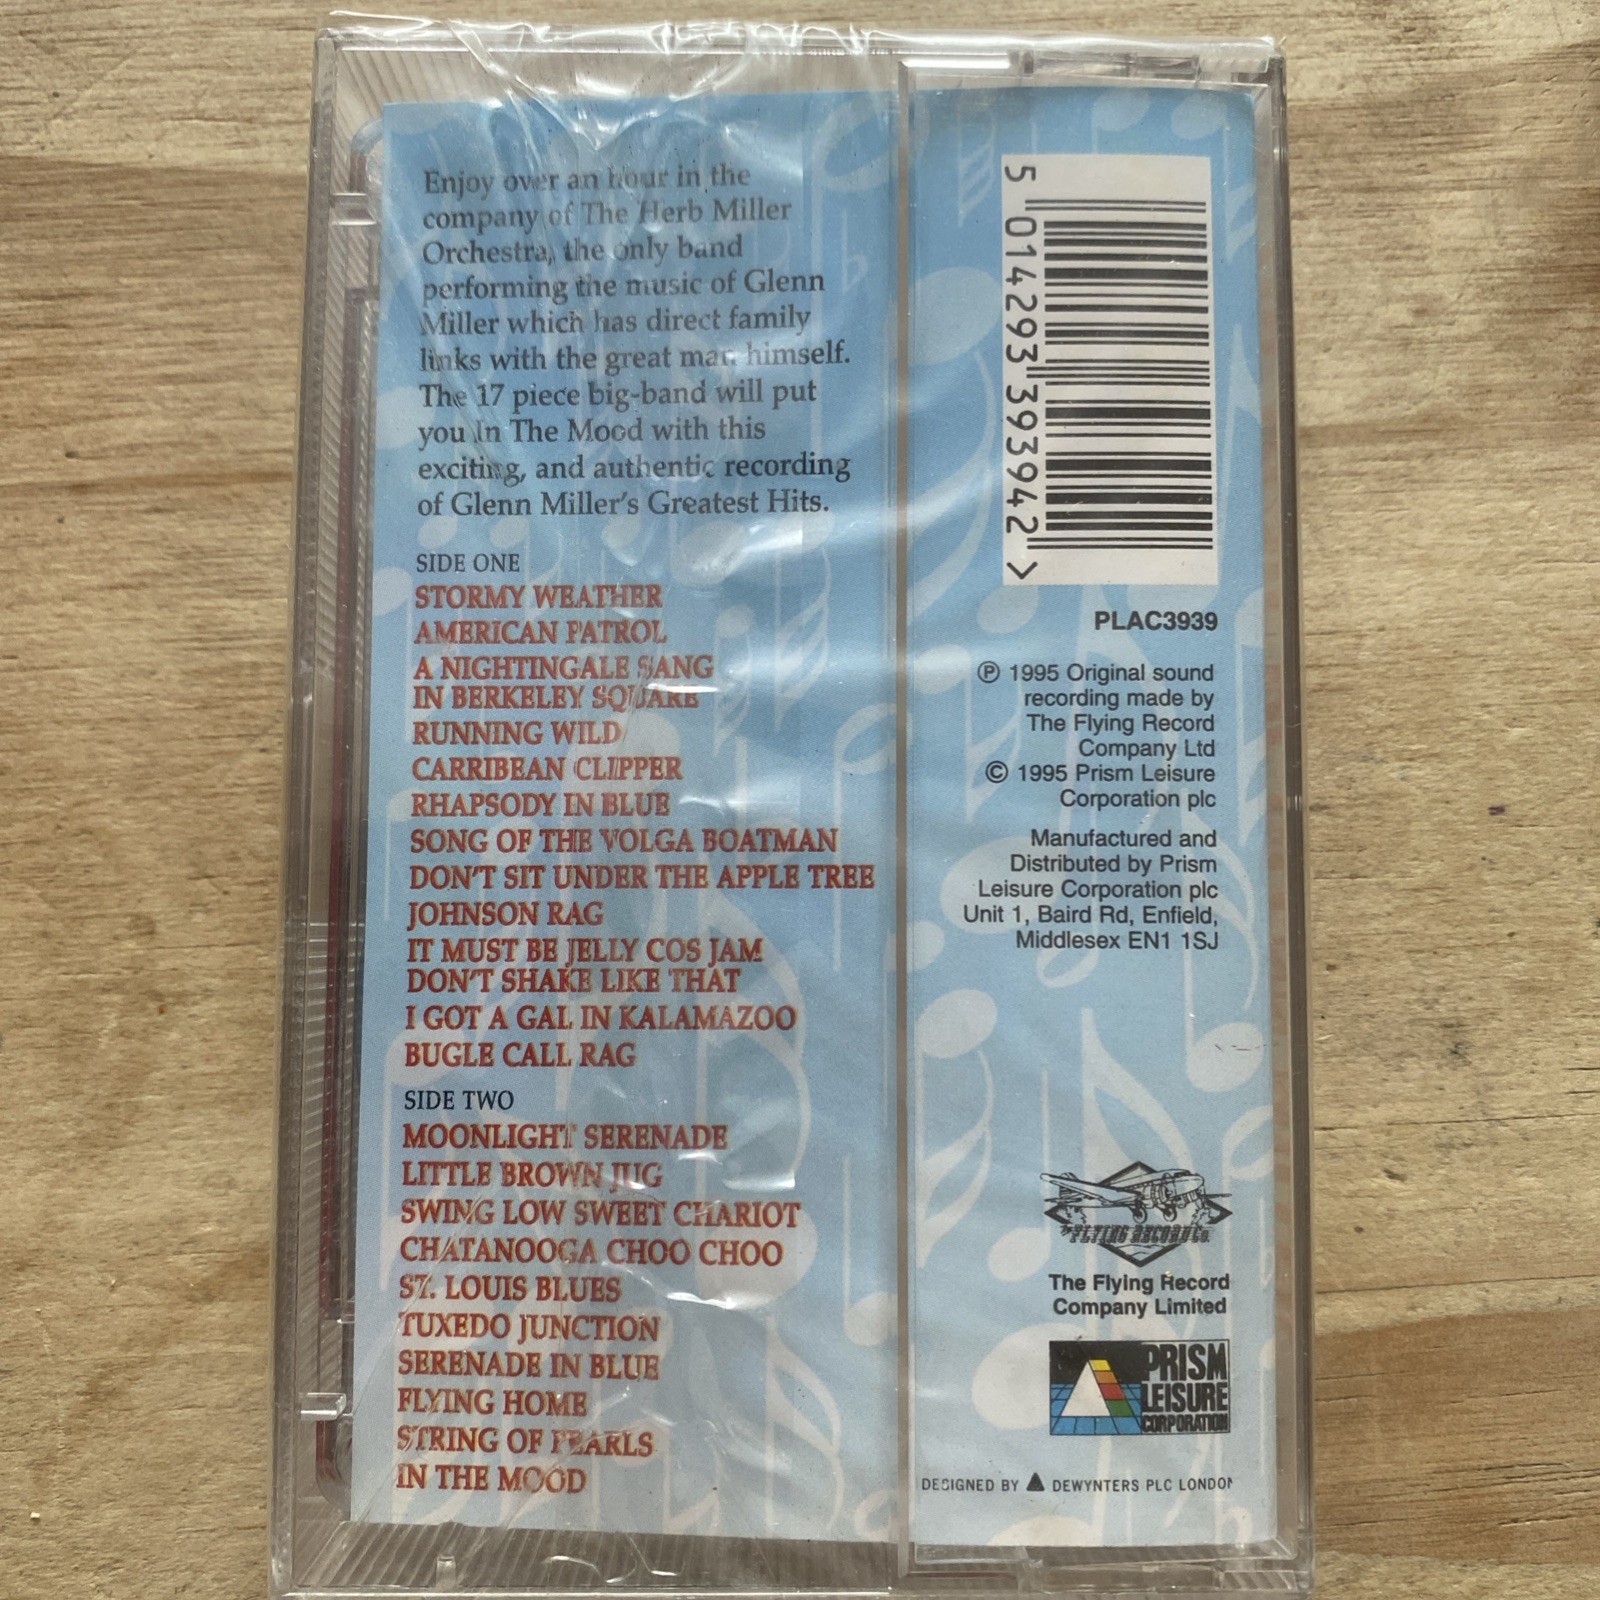 Enjoy over an hour in the
company of The Herb Miller
Orchestra, the only band
performing the music of Glenn
Miller which has direct family
links with the great man himself.
The 17 piece big-band will put
you In The Mood with this
exciting, and authentic recording
of Glenn Miller's Greatest Hits.
SIDE ONE
STORMY WEATHER
AMERICAN PATROL
A NIGHTINGALE SANG
IN BERKELEY SQUARE
RUNNING WILD
CARRIBEAN CLIPPER
RHAPSODY IN BLUE
SONG OF THE VOLGA BOATMAN
DON'T SIT UNDER THE APPLE TREE
JOHNSON RAG
IT MUST BE JELLY COS JAM
DON'T SHAKE LIKE THAT
I GOT A GAL IN KALAMAZOO
BUGLE CALL RAG
SIDE TWO
MOONLIGHT SERENADE
LITTLE BROWN JUG
SWING LOW SWEET CHARIOT
CHATANOOGA CHOO CHOO
ST. LOUIS BLUES
TUXEDO JUNCTION
SERENADE IN BLUE
FLYING HOME
STRING OF PEARLS
IN THE MOOD
5 014293 393942 >
PLAC3939
Ⓟ 1995 Original sound
recording made by
The Flying Record
Company Ltd
© 1995 Prism Leisure
Corporation plc
Manufactured and
Distributed by Prism
Leisure Corporation plc
Unit 1, Baird Rd, Enfield,
Middlesex EN1 1SJ
The FLYING RECORD Co.
The Flying Record
Company Limited
PRISM
LEISURE
CORPORATION
DESIGNED BY DEWYNTERS PLC LONDON